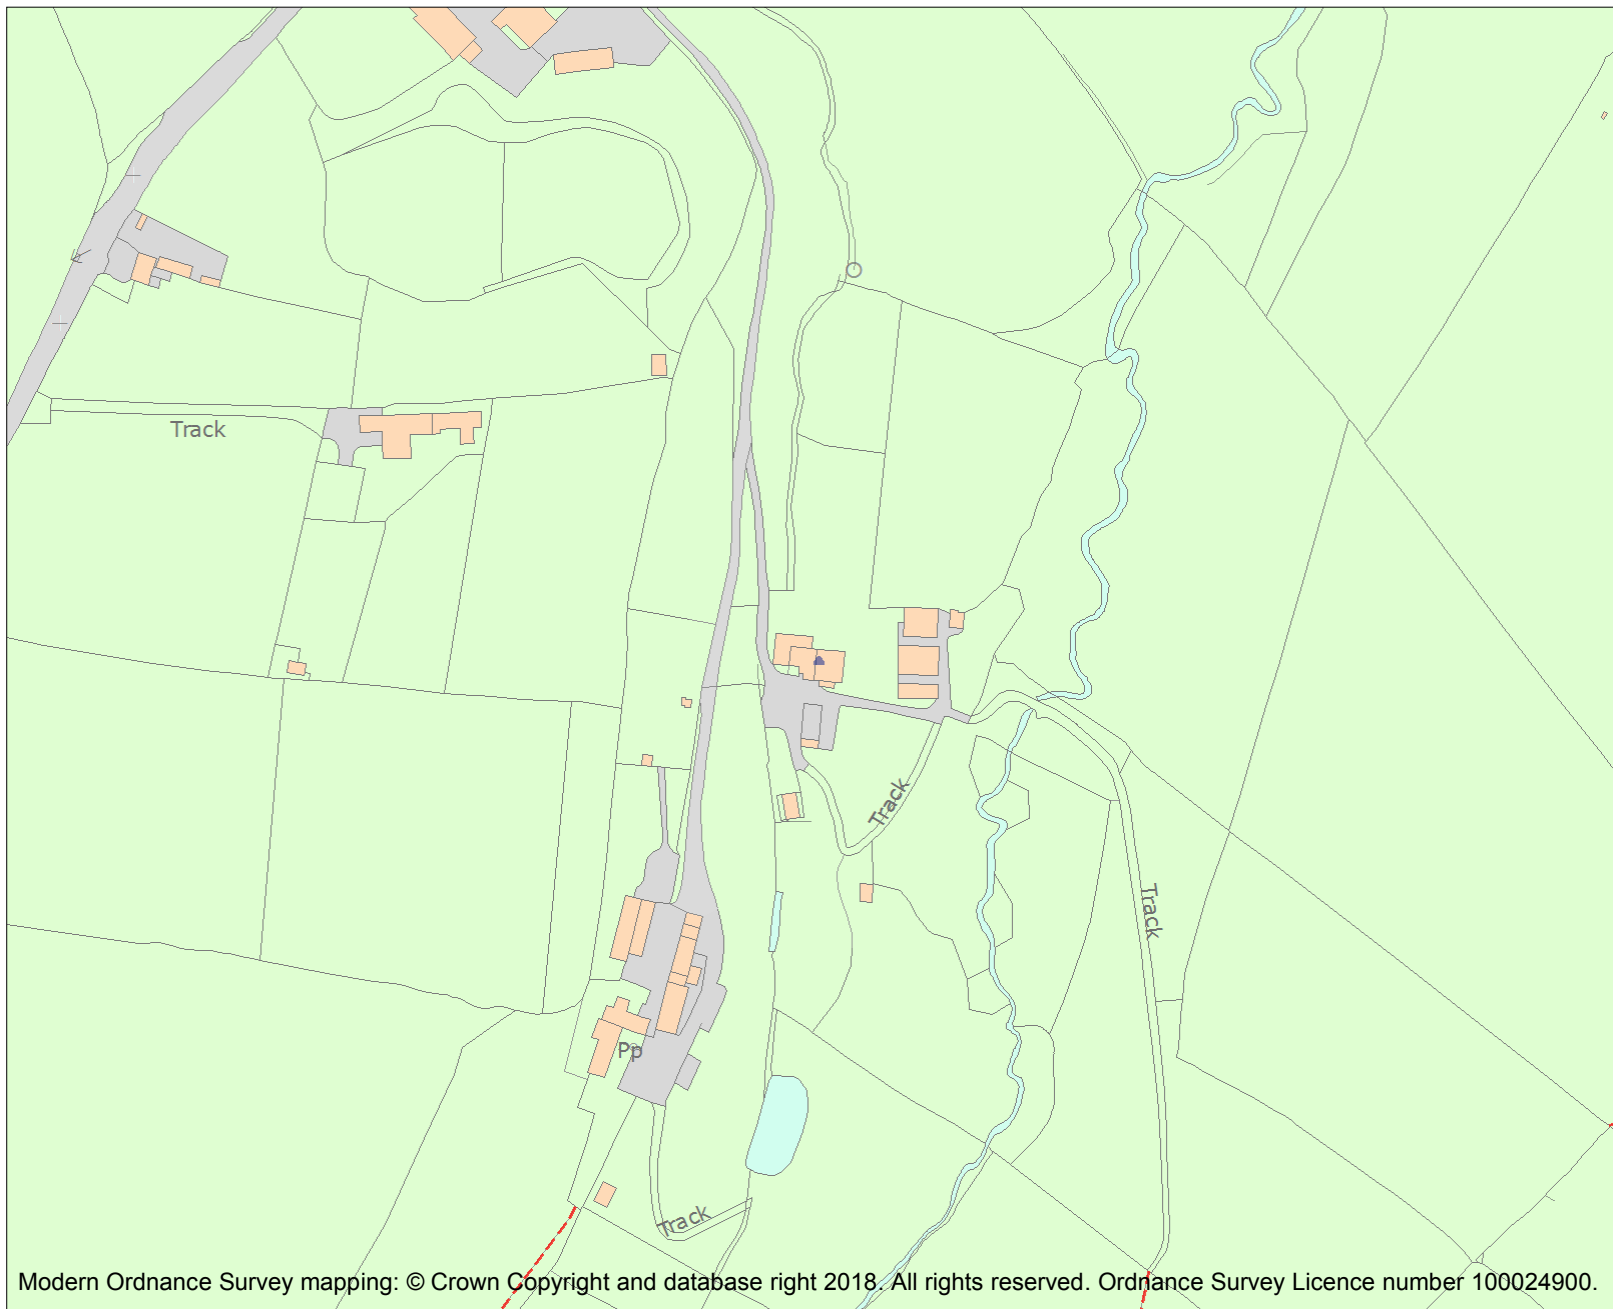 Track
Track
Track
Pp
Track
Modern Ordnance Survey mapping: © Crown Copyright and database right 2018. All rights reserved. Ordnance Survey Licence number 100024900.